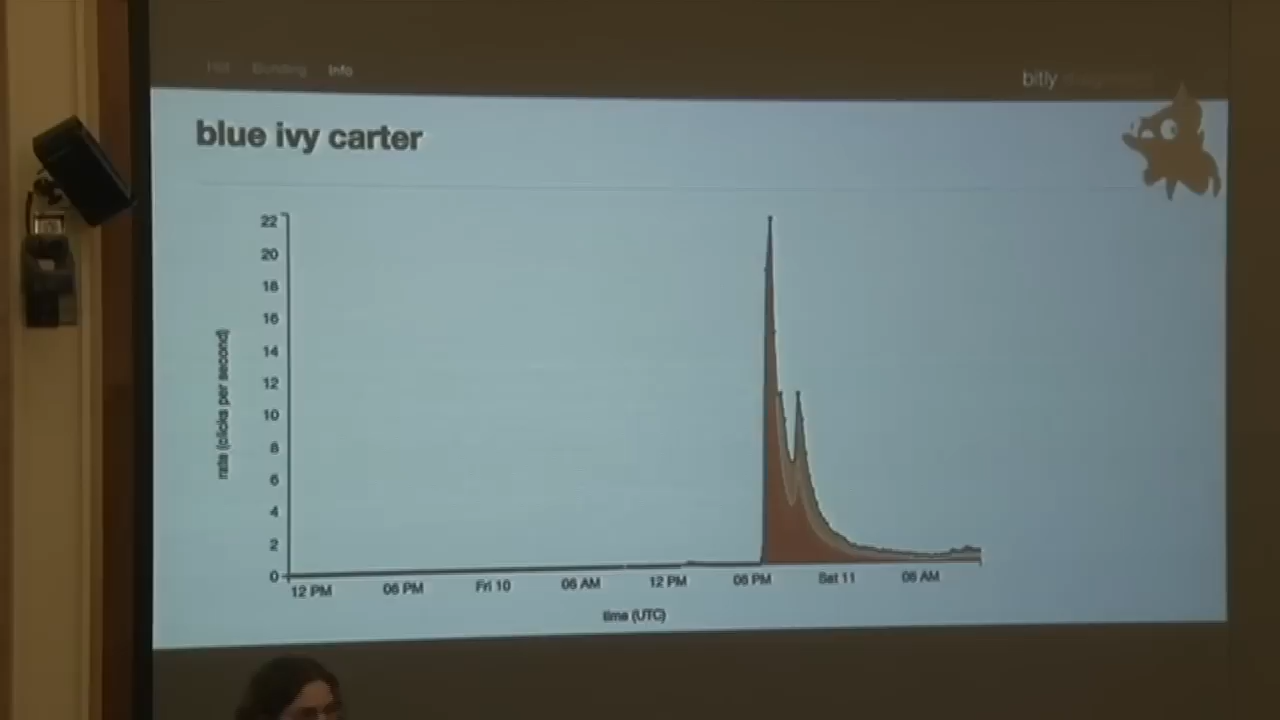 Info
bitly
blue ivy carter
22
20
18
16
14
12
10
8
6
4
2
0
rate (clicks per second)
12 PM 06 PM Fri 10 06 AM 12 PM 06 PM Sat 11 06 AM
time (UTC)